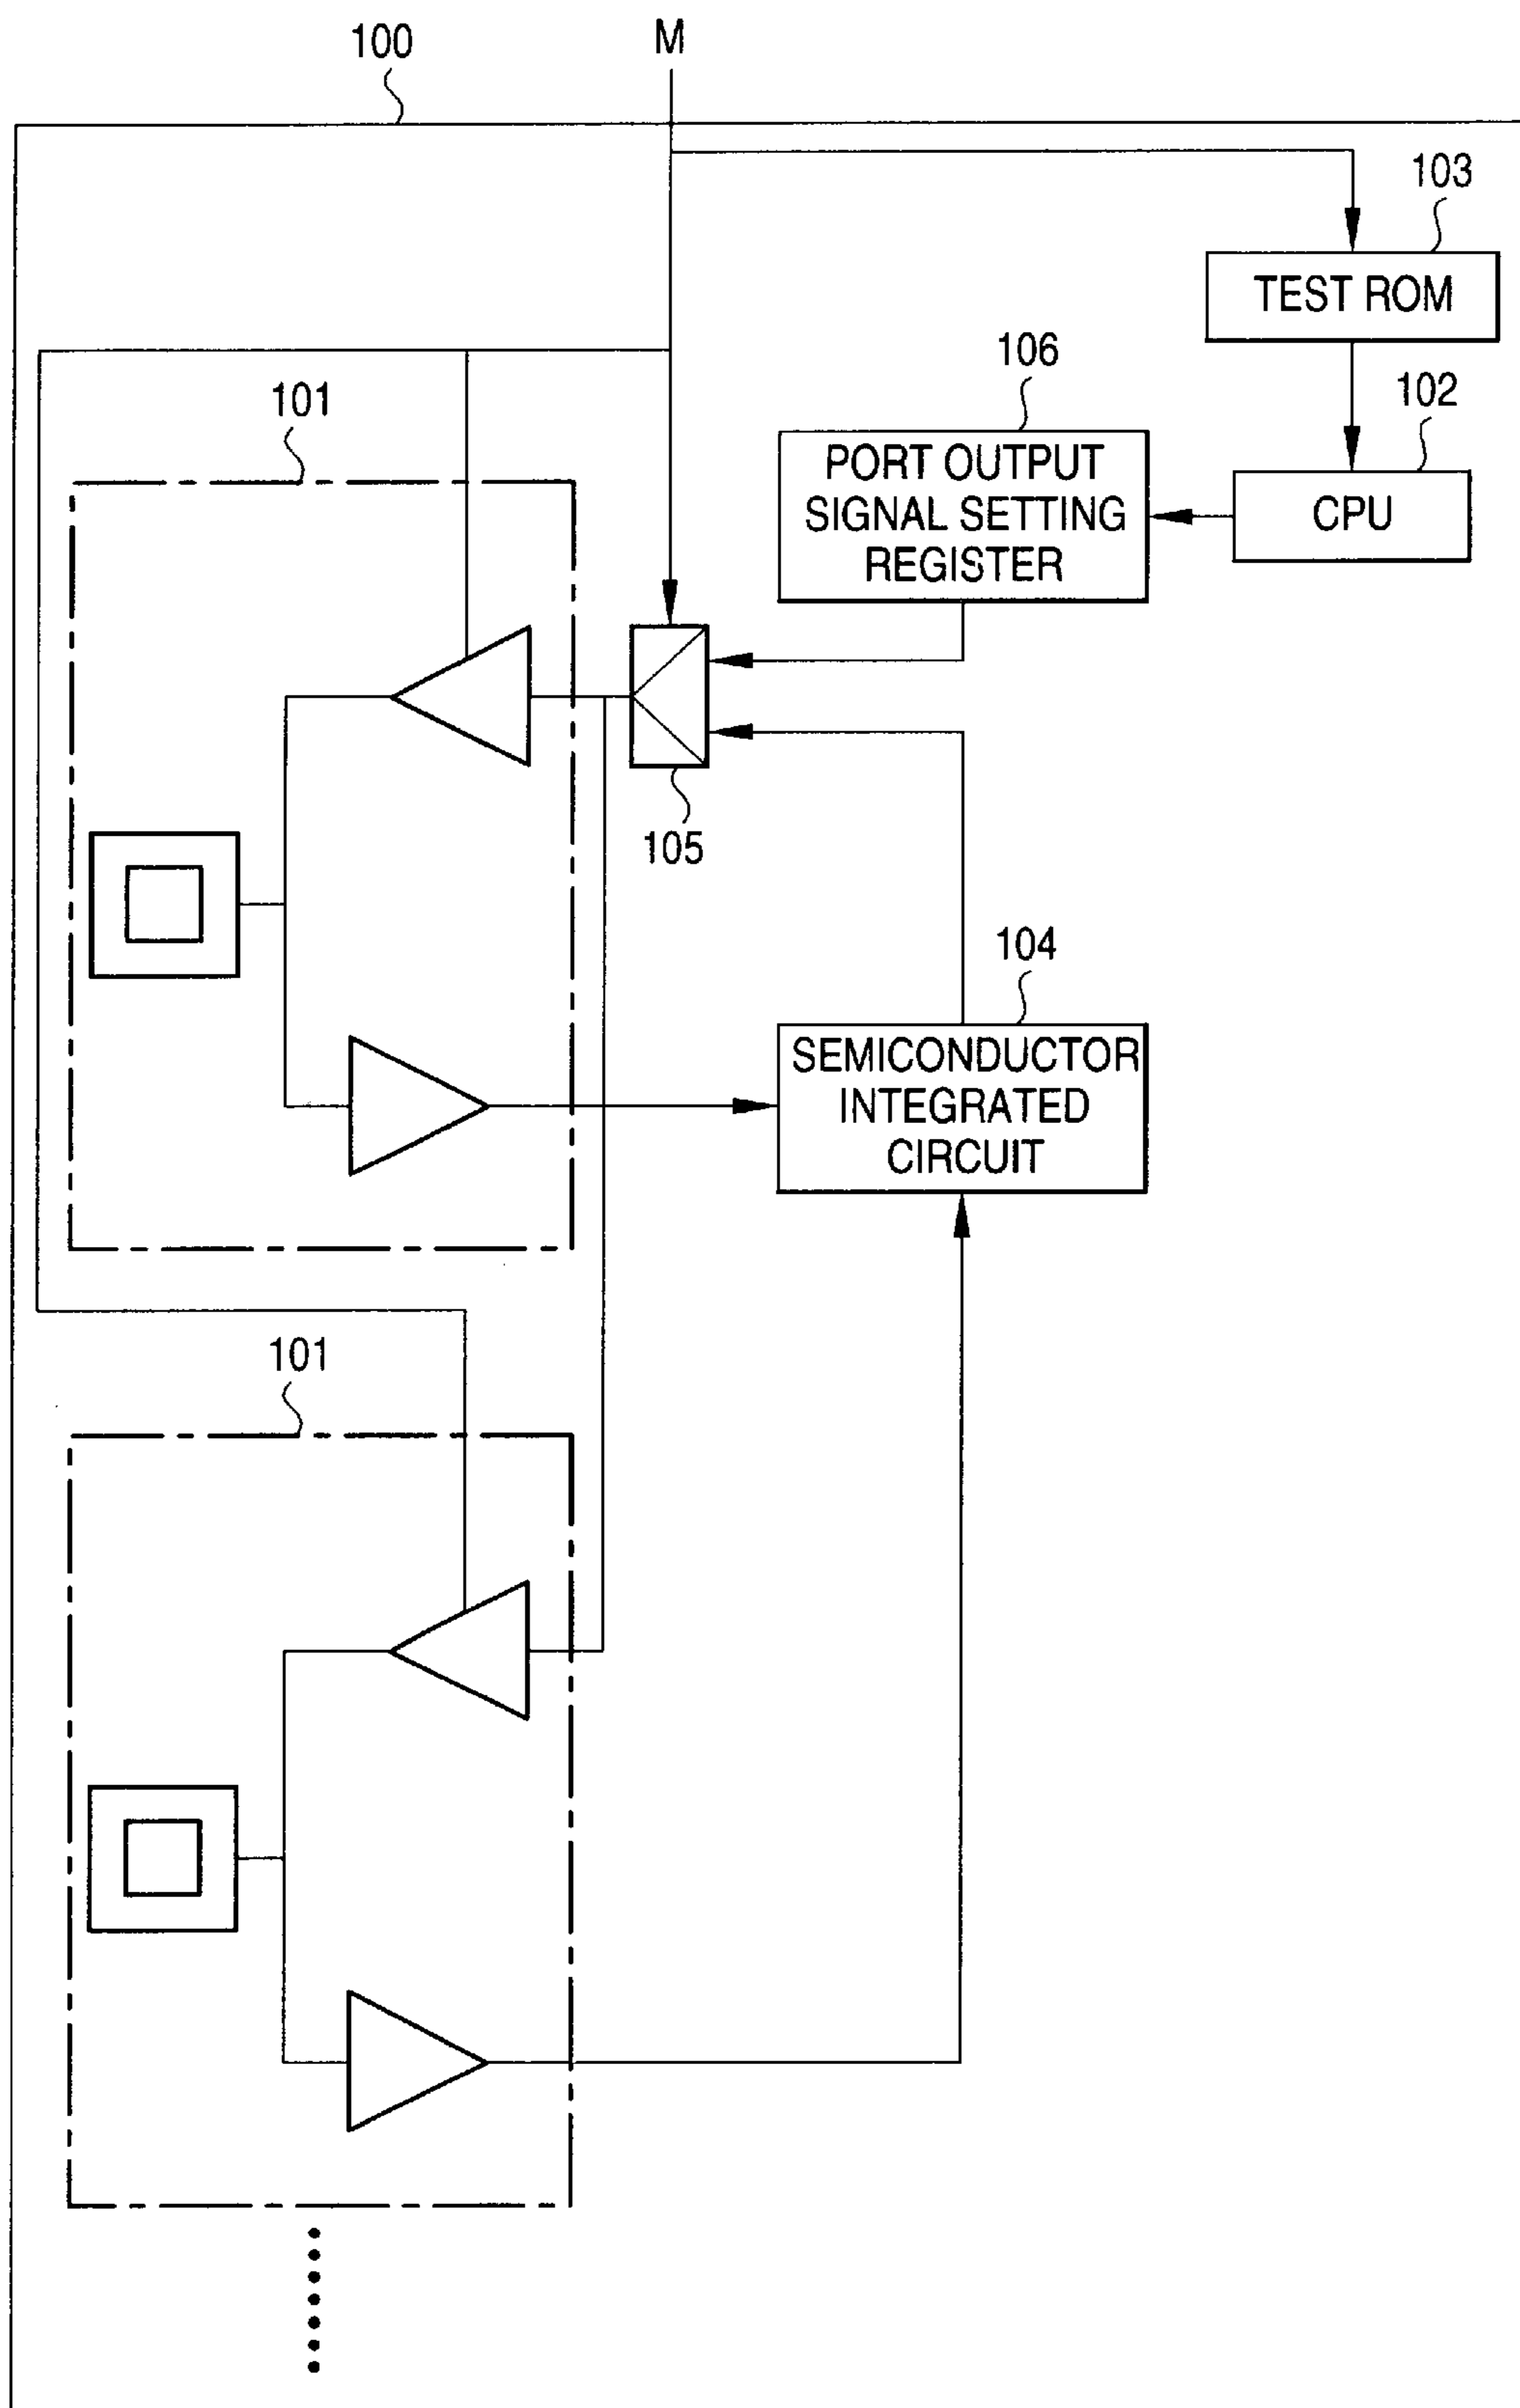 100
M
103
TEST ROM
106
102
PORT OUTPUT
SIGNAL SETTING
REGISTER
CPU
101
105
104
SEMICONDUCTOR
INTEGRATED
CIRCUIT
101